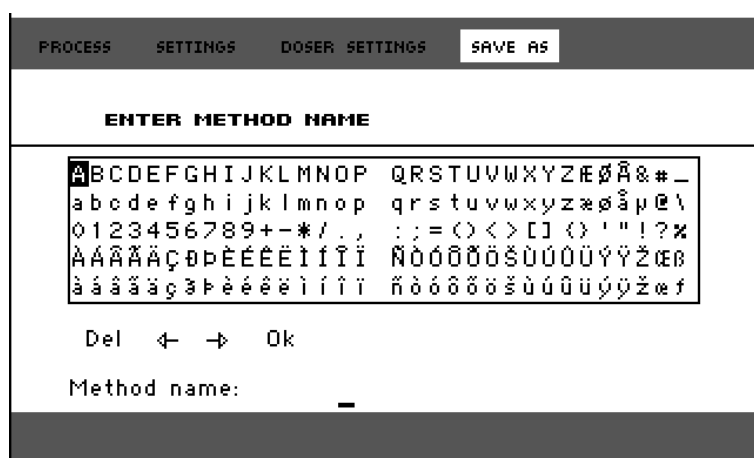 PROCESS SETTINGS DOSER SETTINGS SAVE AS
ENTER METHOD NAME
ABCDEFGHIJKLMNOP QRSTUVWXYZÆØÅ&#_
abcdefghijklmnop qrstuvwxyzæøåµ@\
0123456789+-*/., :;=()<>[]{}'"!?%
ÀÁÂÃÄÇÐÞÈÉÊËÌÍÎÏ ÑÒÓÔÕÖŠÙÚÛÜÝŸŽŒß
àáâãäçðþèéêëìíîï ñòóôõöšùúûüýÿžœƒ
Del ← → Ok
Method name: _